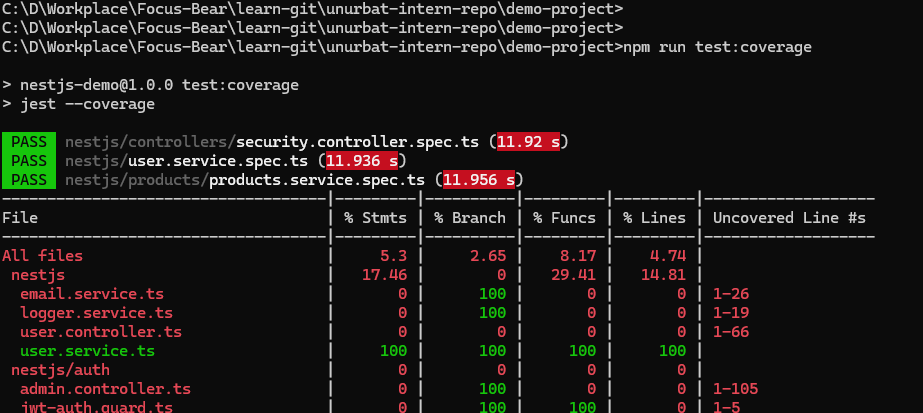 C:\D\Workplace\Focus-Bear\learn-git\unurbat-intern-repo\demo-project>
C:\D\Workplace\Focus-Bear\learn-git\unurbat-intern-repo\demo-project>
C:\D\Workplace\Focus-Bear\learn-git\unurbat-intern-repo\demo-project>npm run test:coverage
> nestjs-demo@1.0.0 test:coverage
> jest --coverage
PASS nestjs/controllers/security.controller.spec.ts (11.92 s)
PASS nestjs/user.service.spec.ts (11.936 s)
PASS nestjs/products/products.service.spec.ts (11.956 s)
File | % Stmts | % Branch | % Funcs | % Lines | Uncovered Line #s
All files | 5.3 | 2.65 | 8.17 | 4.74 |
nestjs | 17.46 | 0 | 29.41 | 14.81 |
email.service.ts | 0 | 100 | 0 | 0 | 1-26
logger.service.ts | 0 | 100 | 0 | 0 | 1-19
user.controller.ts | 0 | 0 | 0 | 0 | 1-66
user.service.ts | 100 | 100 | 100 | 100 |
nestjs/auth | 0 | 0 | 0 | 0 |
admin.controller.ts | 0 | 100 | 0 | 0 | 1-105
jwt-auth.guard.ts | 0 | 100 | 100 | 0 | 1-5